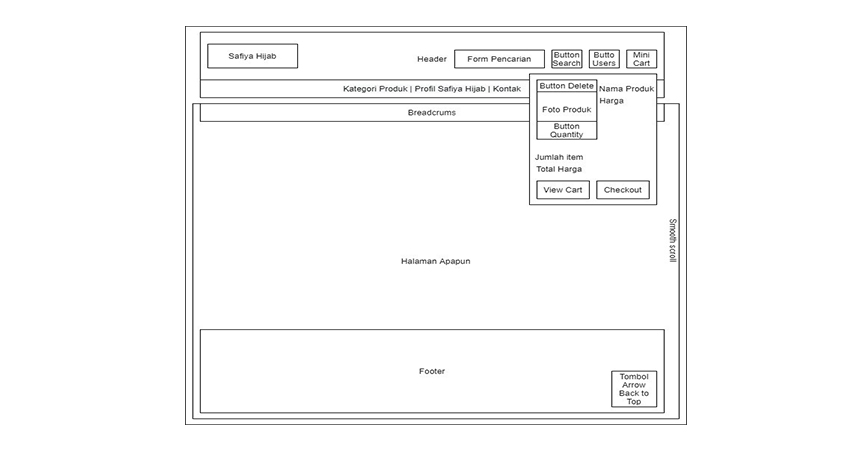 Safiya Hijab
Header
Form Pencarian
Button
Search
Butto
Users
Mini
Cart
Kategori Produk | Profil Safiya Hijab | Kontak
Button Delete
Nama Produk
Harga
Foto Produk
Button
Quantity
Jumlah item
Total Harga
View Cart
Checkout
Breadcrums
Smooth scroll
Halaman Apapun
Footer
Tombol
Arrow
Back to
Top